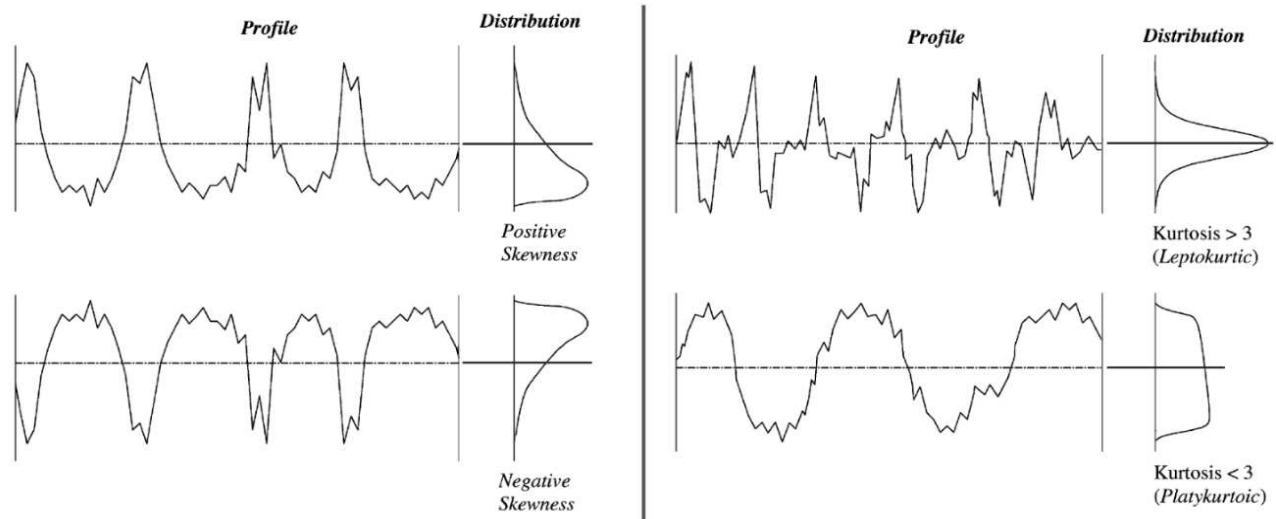 Profile
Distribution
Positive
Skewness
Negative
Skewness
Profile
Distribution
Kurtosis > 3
(Leptokurtic)
Kurtosis < 3
(Platykurtoic)